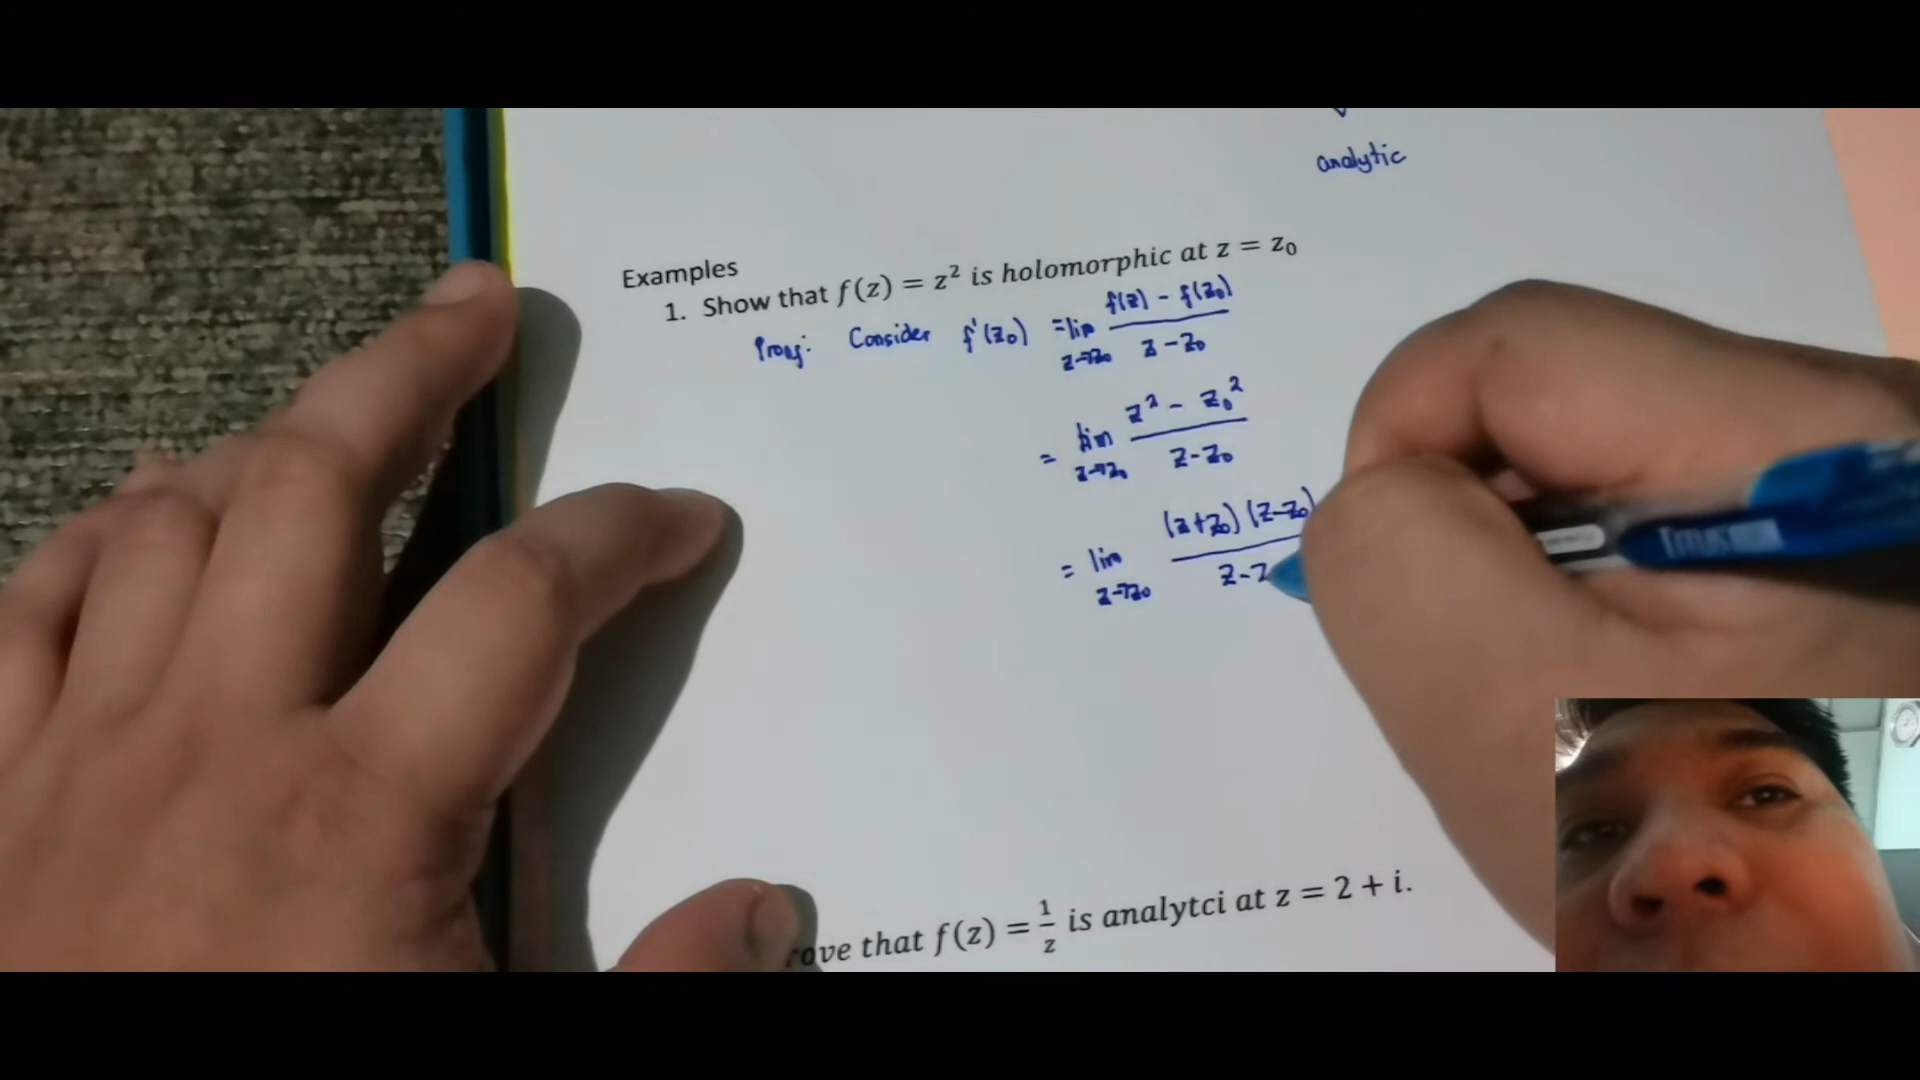 analytic
Examples
1. Show that f(z) = z² is holomorphic at z = z₀
Proof: Consider f'(z₀) = lim z→z₀ f(z) - f(z₀) / z - z₀
= lim z→z₀ z² - z₀² / z - z₀
= lim z→z₀ (z+z₀)(z-z₀) / z-z
that f(z) = 1/z is analytci at z = 2 + i.